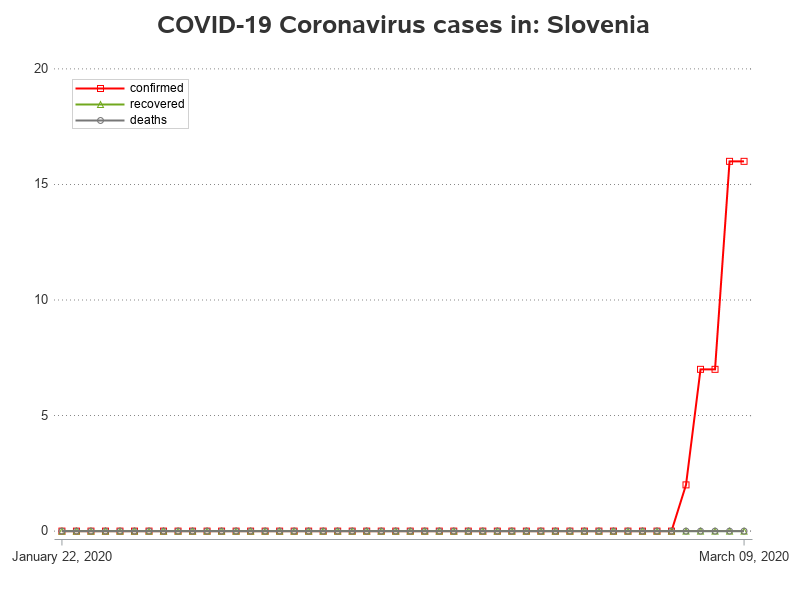 COVID-19 Coronavirus cases in: Slovenia
20
confirmed
recovered
deaths
15
10
5
0
January 22, 2020
March 09, 2020